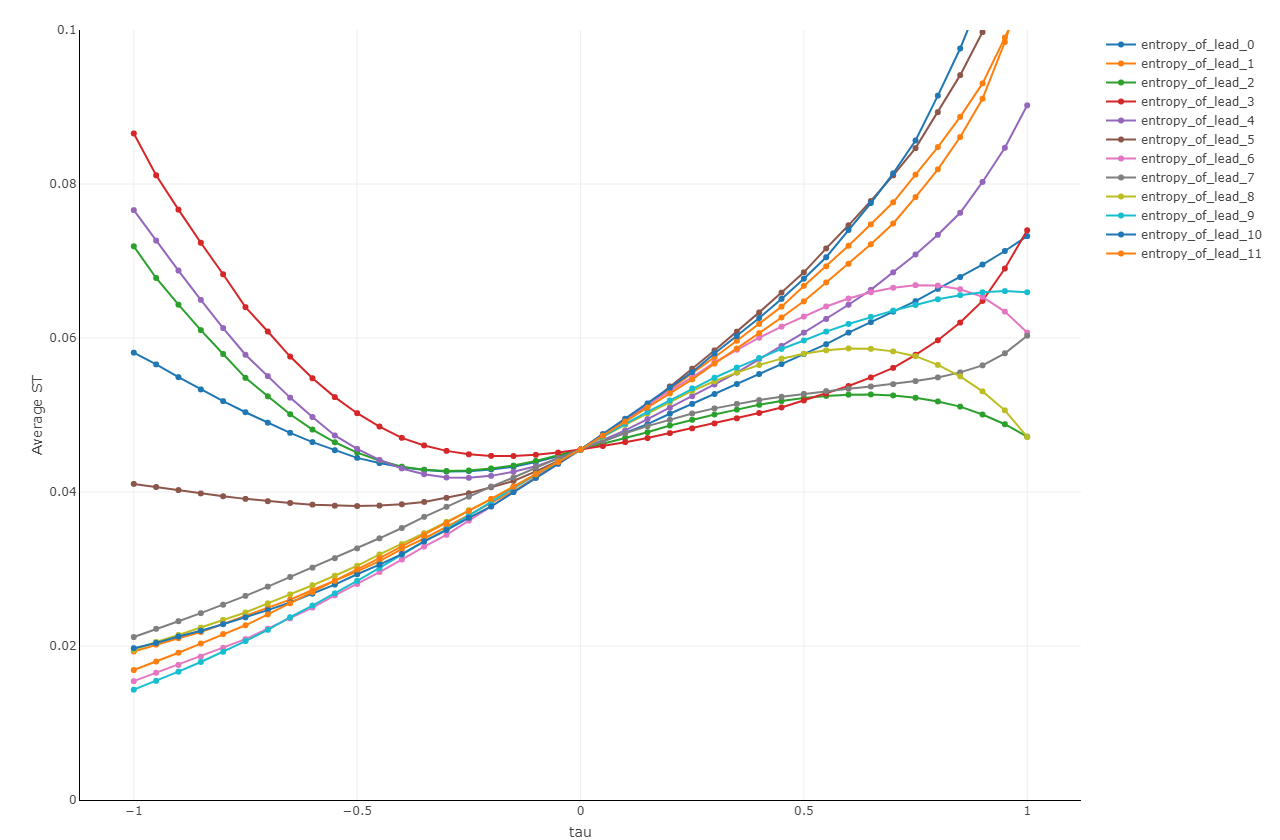 0.1
0.08
0.06
0.04
0.02
0
Average ST
−1
−0.5
0
0.5
1
tau
entropy_of_lead_0
entropy_of_lead_1
entropy_of_lead_2
entropy_of_lead_3
entropy_of_lead_4
entropy_of_lead_5
entropy_of_lead_6
entropy_of_lead_7
entropy_of_lead_8
entropy_of_lead_9
entropy_of_lead_10
entropy_of_lead_11